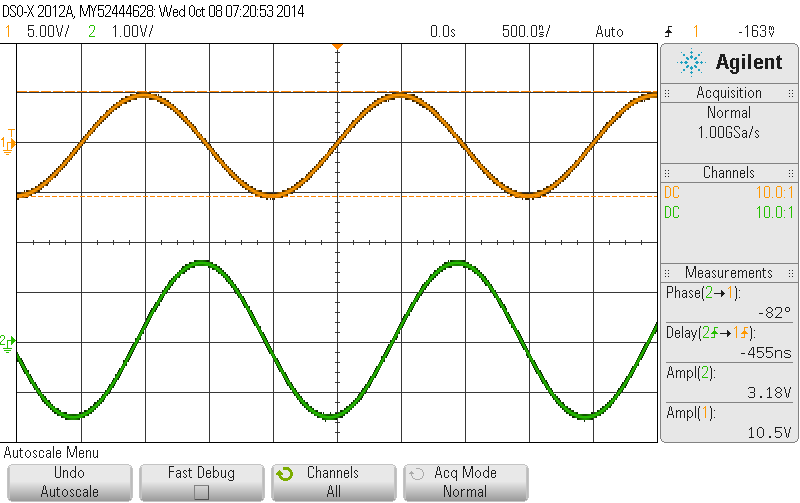 DSO-X 2012A, MY52444628: Wed Oct 08 07:20:53 2014
1 5.00V/ 2 1.00V/ 0.0s 500.0ns/ Auto 1 -163mV
Agilent
Acquisition
Normal
1.00GSa/s
Channels
DC 10.0:1
DC 10.0:1
Measurements
Phase(2→1):
-82°
Delay(2→1):
-455ns
Ampl(2):
3.18V
Ampl(1):
10.5V
1
T
2
Autoscale Menu
Undo
Autoscale
Fast Debug
Channels
All
Acq Mode
Normal